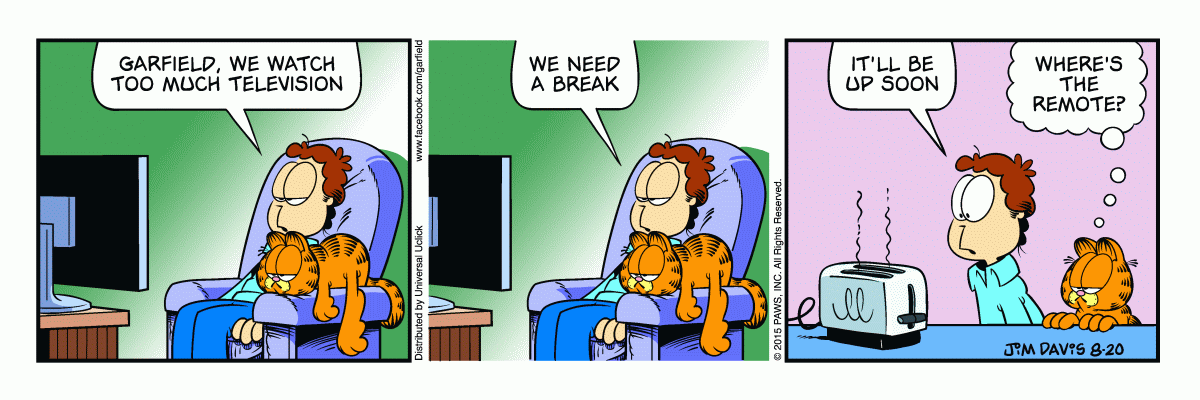 GARFIELD, WE WATCH
TOO MUCH TELEVISION
www.facebook.com/garfield
Distributed by Universal Uclick
WE NEED
A BREAK
© 2015 PAWS, INC. All Rights Reserved.
IT'LL BE
UP SOON
WHERE'S
THE
REMOTE?
JiM DAViS 8-20